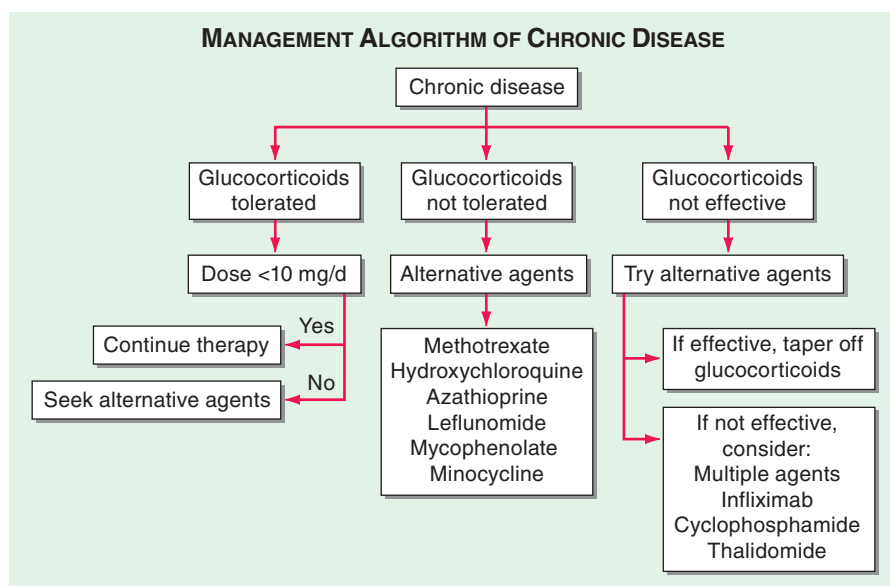 MANAGEMENT ALGORITHM OF CHRONIC DISEASE
Chronic disease
Glucocorticoids
tolerated
Glucocorticoids
not tolerated
Glucocorticoids
not effective
Dose <10 mg/d
Alternative agents
Try alternative agents
Yes
Continue therapy
No
Seek alternative agents
Methotrexate
Hydroxychloroquine
Azathioprine
Leflunomide
Mycophenolate
Minocycline
If effective, taper off
glucocorticoids
If not effective,
consider:
Multiple agents
Infliximab
Cyclophosphamide
Thalidomide